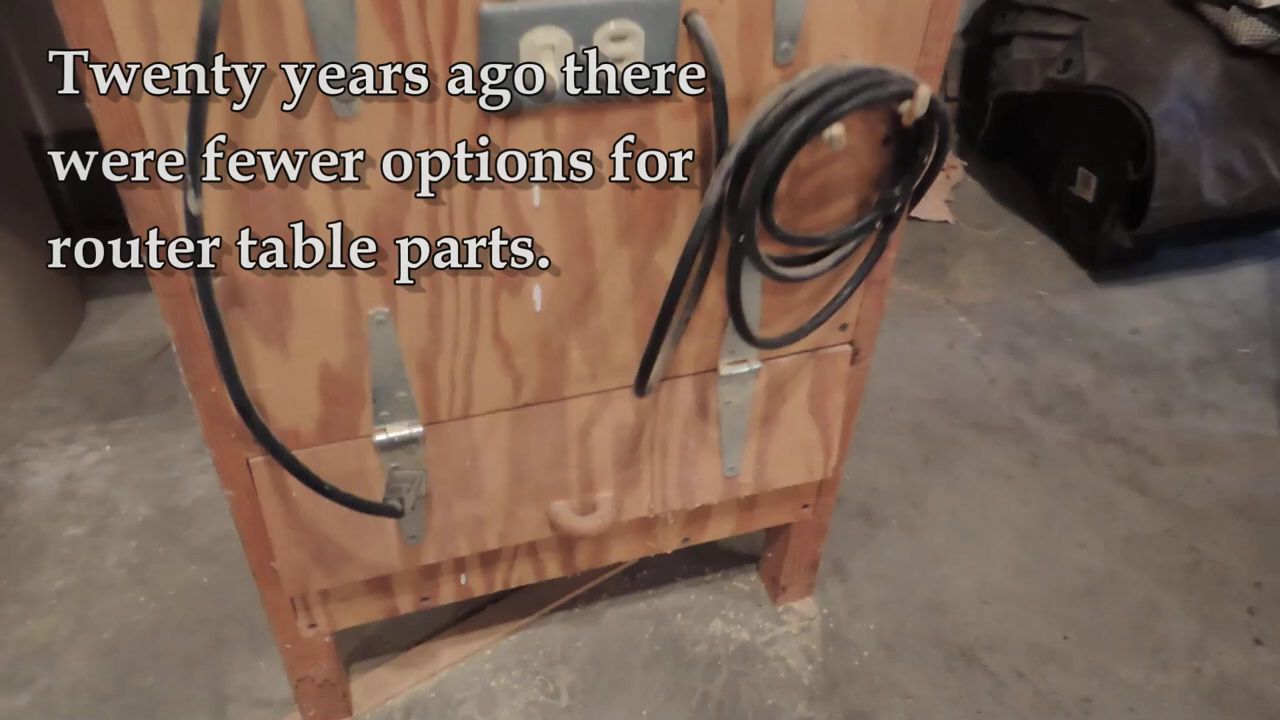 Twenty years ago there
were fewer options for
router table parts.